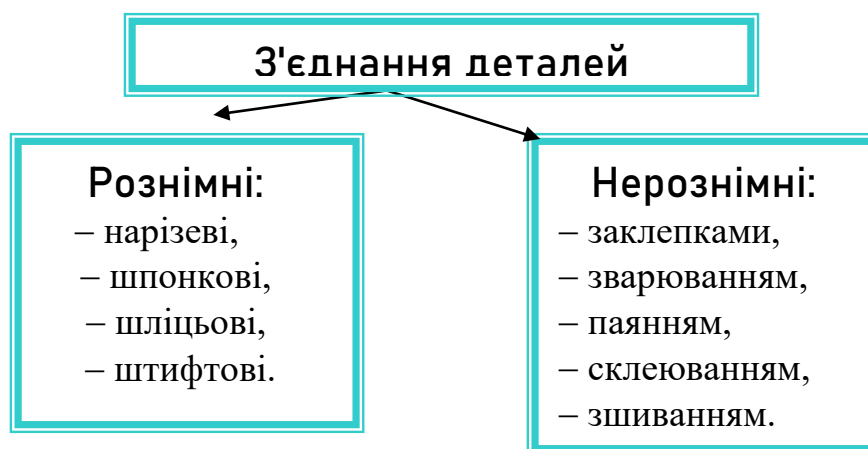 З'єднання деталей
Рознімні:
– нарізеві,
– шпонкові,
– шліцьові,
– штифтові.
Нерознімні:
– заклепками,
– зварюванням,
– паянням,
– склеюванням,
– зшиванням.